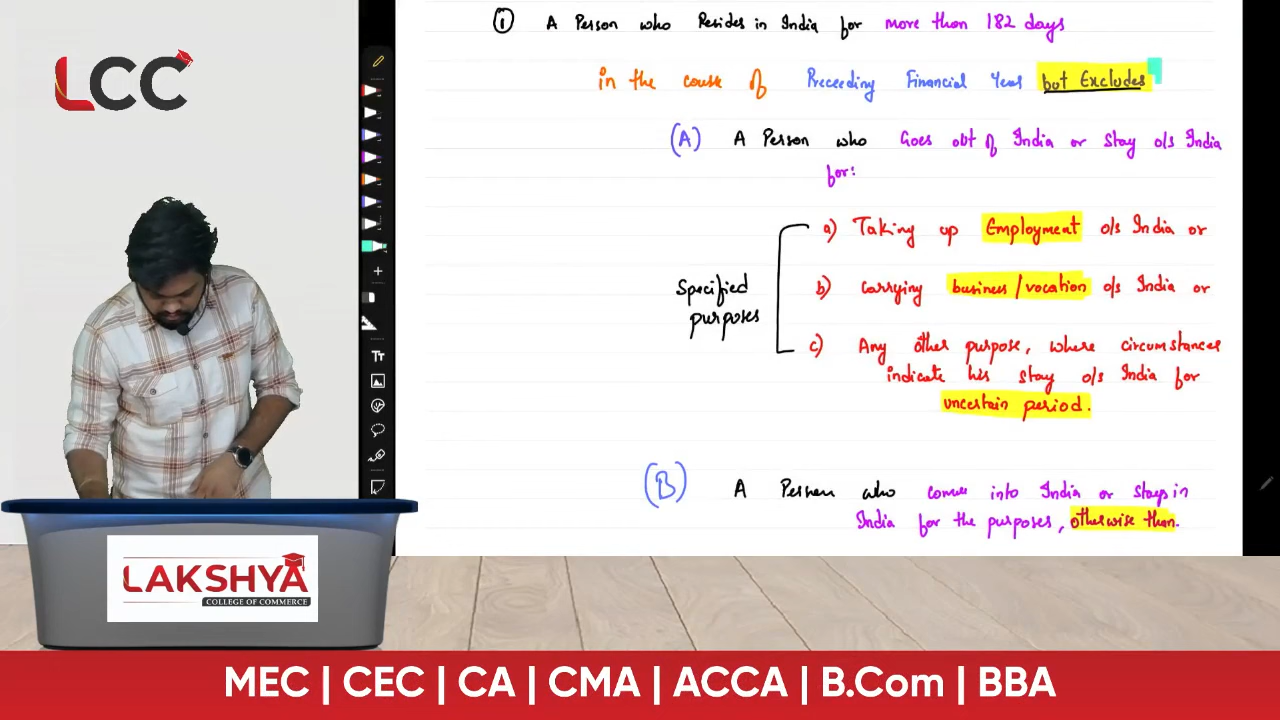 LCC
① A Person who Resides in India for more than 182 days
in the course of Preceeding Financial Year but Excludes
(A) A Person who Goes out of India or Stay o/s India
for:
Specified
purposes
a) Taking up Employment o/s India or
b) Carrying business/vocation o/s India or
c) Any other purpose, where circumstances
indicate his stay o/s India for
uncertain period.
(B) A Person who comes into India or stays in
India for the purposes, otherwise than.
TT
LAKSHYA
COLLEGE OF COMMERCE
MEC | CEC | CA | CMA | ACCA | B.Com | BBA